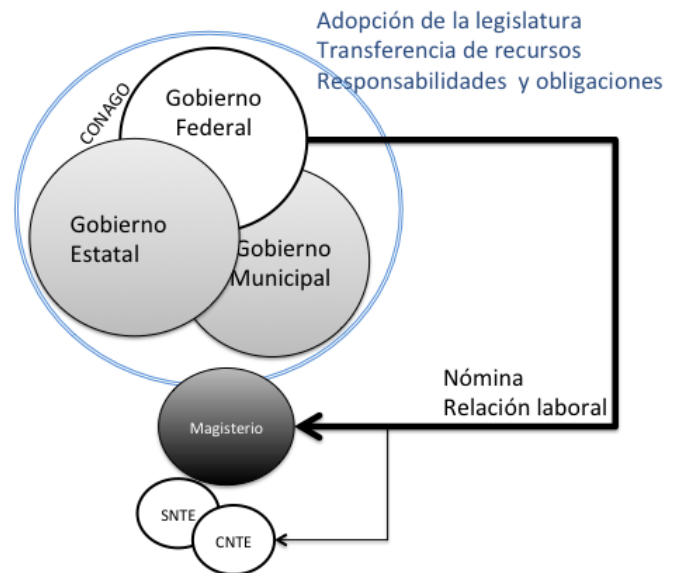 Adopción de la legislatura
Transferencia de recursos
Responsabilidades y obligaciones
CONAGO
Gobierno
Federal
Gobierno
Estatal
Gobierno
Municipal
Nómina
Relación laboral
Magisterio
SNTE
CNTE